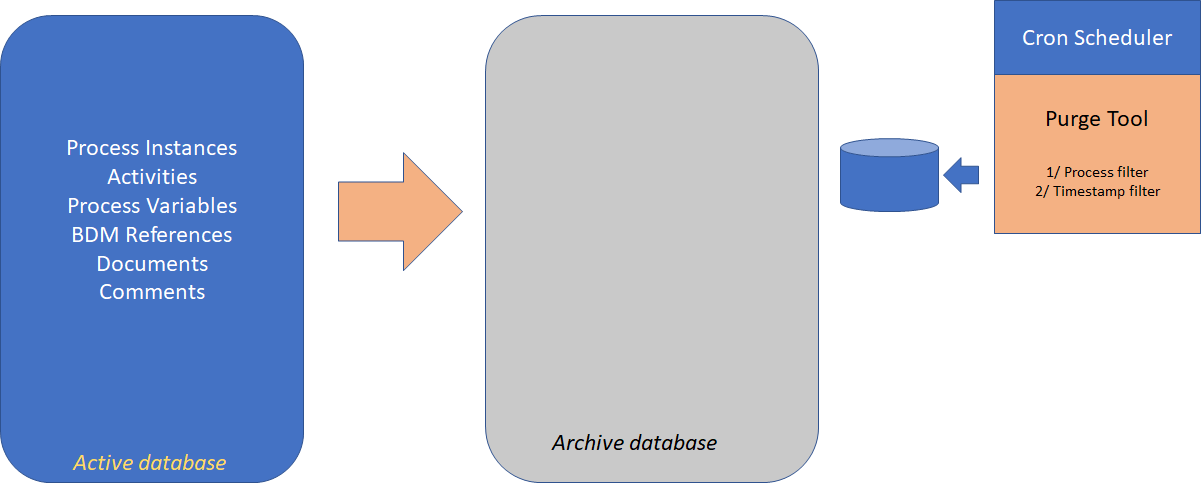 Process Instances
Activities
Process Variables
BDM References
Documents
Comments
Active database
Archive database
Cron Scheduler
Purge Tool
1/ Process filter
2/ Timestamp filter